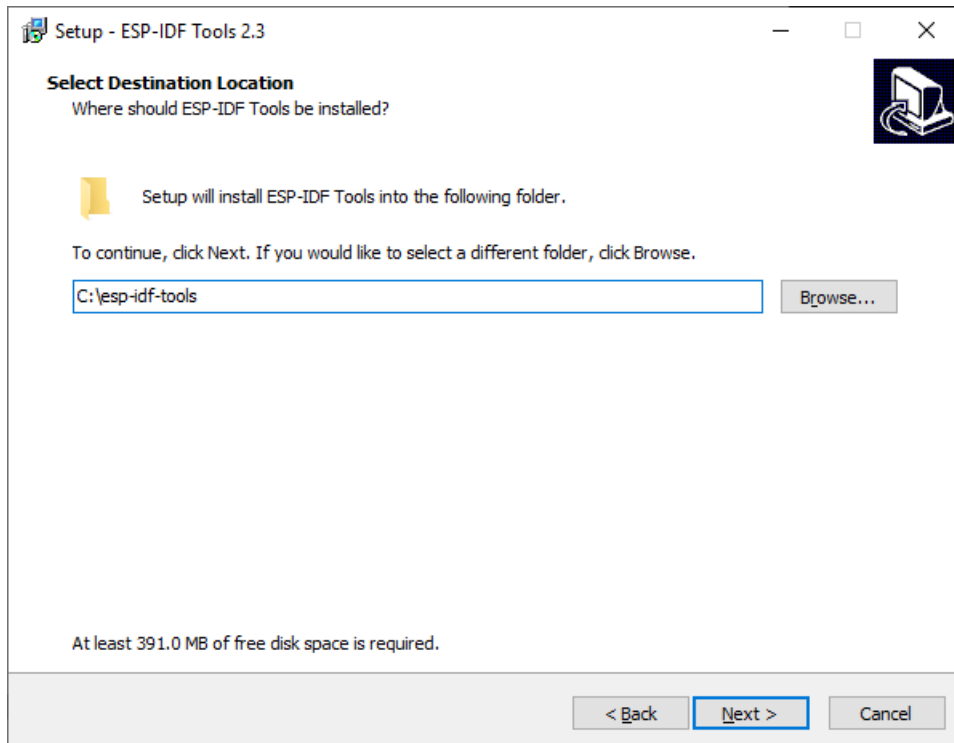 Setup - ESP-IDF Tools 2.3
Select Destination Location
Where should ESP-IDF Tools be installed?
Setup will install ESP-IDF Tools into the following folder.
To continue, click Next. If you would like to select a different folder, click Browse.
C:\esp-idf-tools
Browse...
At least 391.0 MB of free disk space is required.
< Back
Next >
Cancel